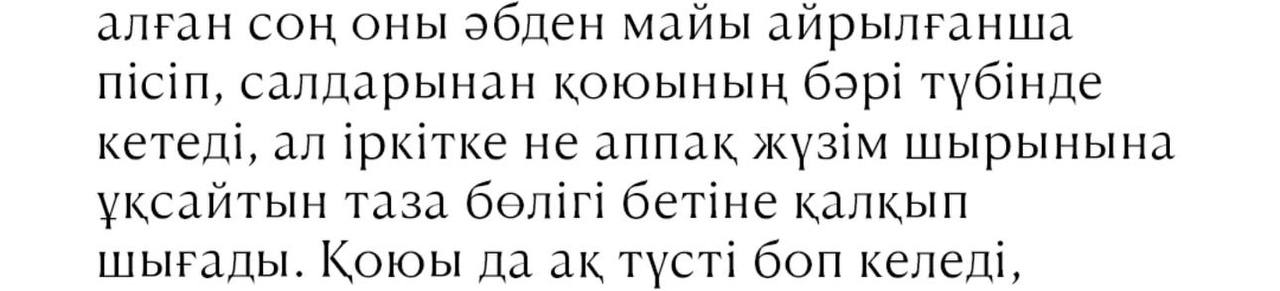 алған соң оны әбден майы айрылғанша
пісіп, салдарынан қоюының бәрі түбінде
кетеді, ал іркітке не аппақ жүзім шырынына
ұқсайтын таза бөлігі бетіне қалқып
шығады. Қоюы да ақ түсті боп келеді,